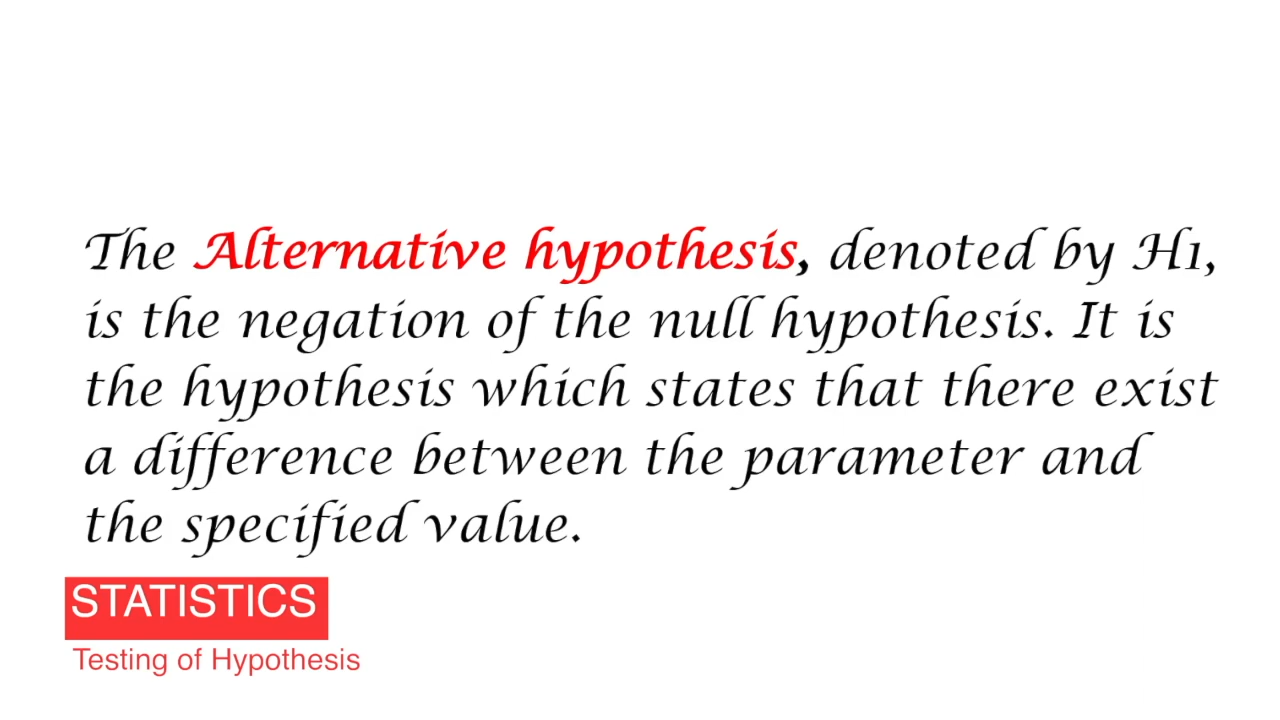 The Alternative hypothesis, denoted by H1,
is the negation of the null hypothesis. It is
the hypothesis which states that there exist
a difference between the parameter and
the specified value.
STATISTICS
Testing of Hypothesis